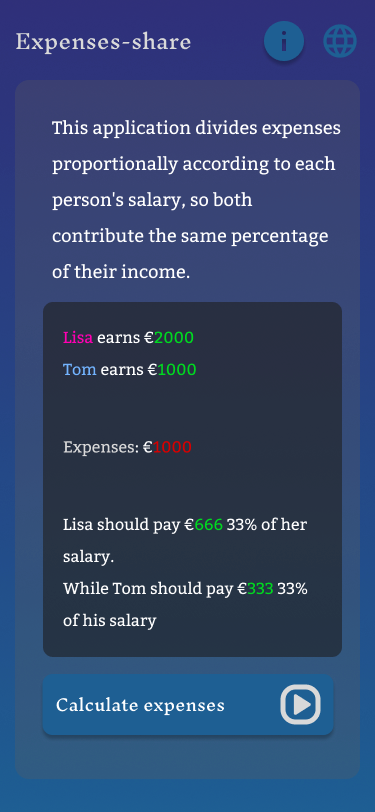 Expenses-share
This application divides expenses
proportionally according to each
person's salary, so both
contribute the same percentage
of their income.
Lisa earns €2000
Tom earns €1000
Expenses: €1000
Lisa should pay €666 33% of her
salary.
While Tom should pay €333 33%
of his salary
Calculate expenses